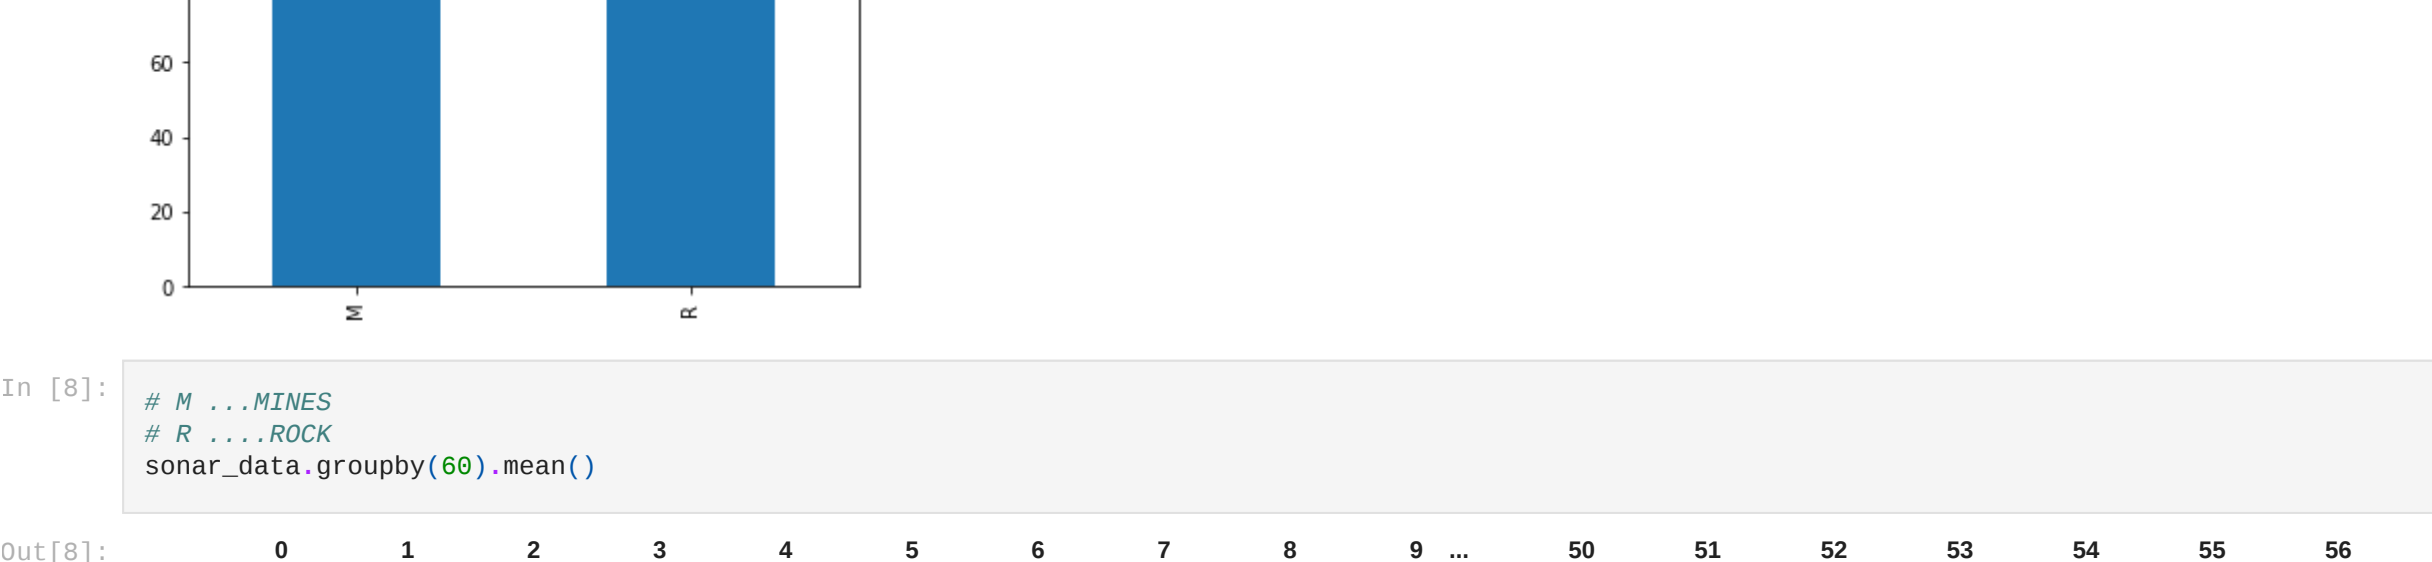 60
40
20
0
M
R
In [8]:
# M ...MINES
# R ....ROCK
sonar_data.groupby(60).mean()
Out[8]:
0 1 2 3 4 5 6 7 8 9 ... 50 51 52 53 54 55 56